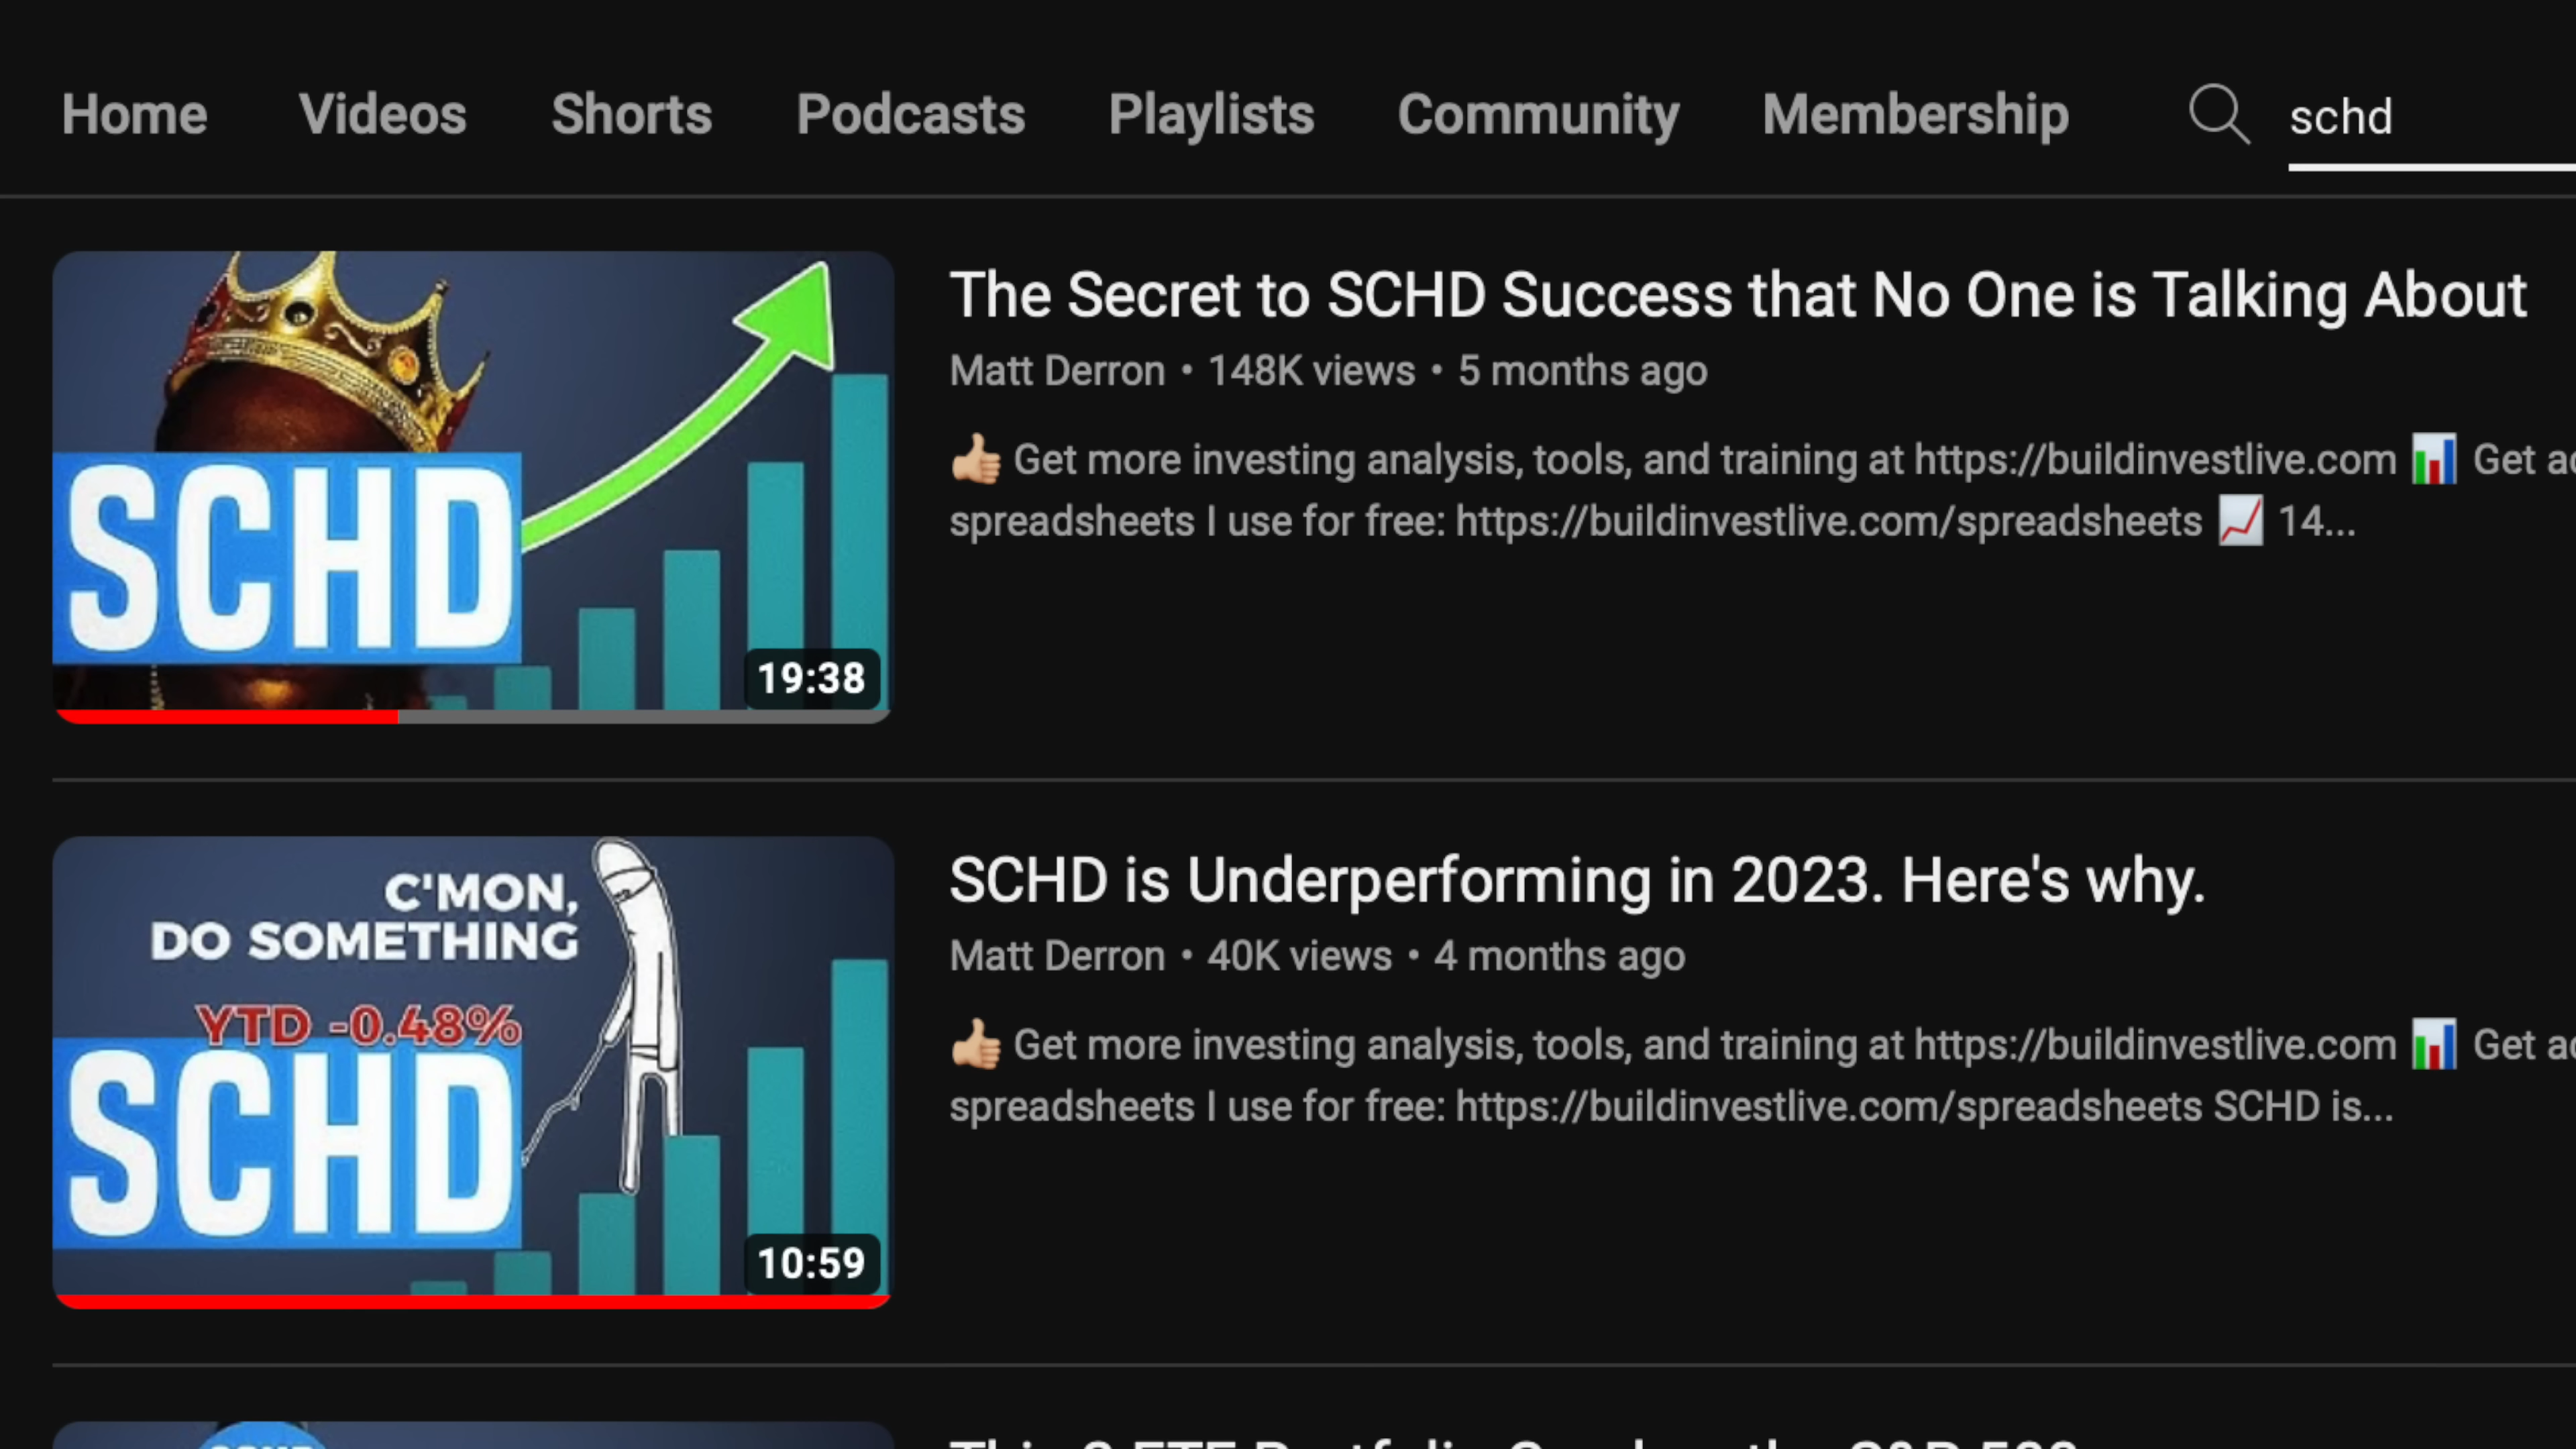 Home Videos Shorts Podcasts Playlists Community Membership schd
SCHD
19:38
The Secret to SCHD Success that No One is Talking About
Matt Derron • 148K views • 5 months ago
👍🏼 Get more investing analysis, tools, and training at https://buildinvestlive.com 📊 Get
spreadsheets I use for free: https://buildinvestlive.com/spreadsheets 📈 14...
C'MON,
DO SOMETHING
YTD -0.48%
SCHD
10:59
SCHD is Underperforming in 2023. Here's why.
Matt Derron • 40K views • 4 months ago
👍🏼 Get more investing analysis, tools, and training at https://buildinvestlive.com 📊 Get
spreadsheets I use for free: https://buildinvestlive.com/spreadsheets SCHD is...